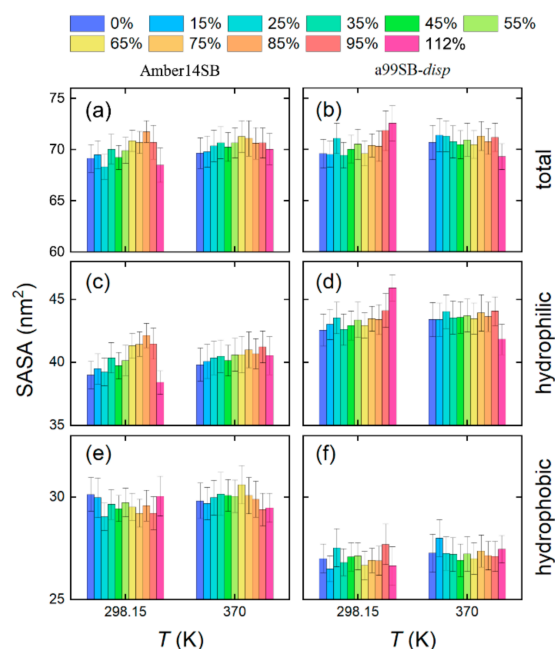 0% 15% 25% 35% 45% 55%
65% 75% 85% 95% 112%
Amber14SB a99SB-disp
(a) (b)
75
70
65
60
total
(c) (d)
45
40
35
SASA (nm²)
hydrophilic
(e) (f)
30
25
hydrophobic
298.15 370 298.15 370
T (K) T (K)